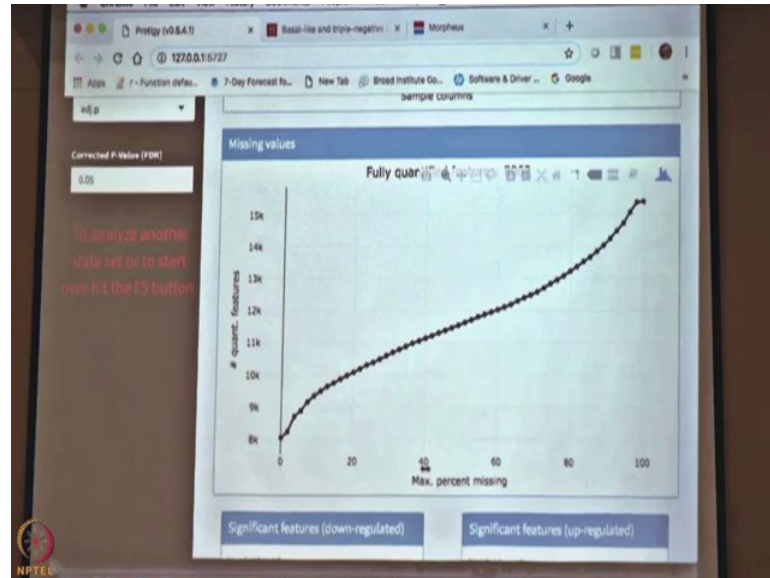 Protigy (v0.8.4.1)
Basal-like and triple-negativ
Morpheus
127.0.0.1:5727
Apps
r - Function defau...
7-Day Forecast fo...
New Tab
Broad Institute Go...
Software & Driver ...
Google
Sample columns
adj.p
Corrected P-Value (FDR)
0.05
To analyze another
data set or to start
over hit the F5 button
Missing values
Fully quan
15k
14k
13k
12k
11k
10k
9k
8k
# quant. features
0
20
40
60
80
100
Max. percent missing
Significant features (down-regulated)
Significant features (up-regulated)
NPTEL